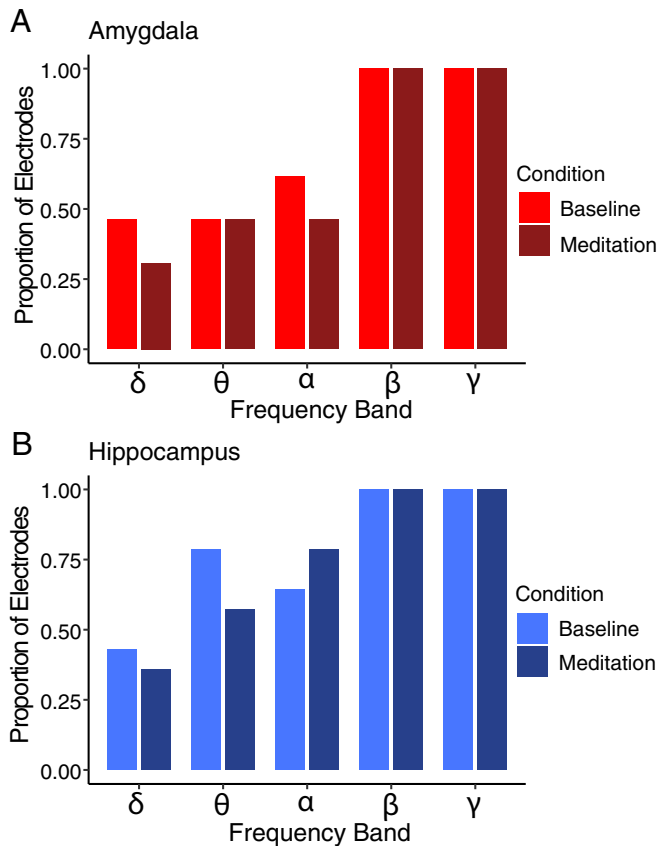 A
Amygdala
Proportion of Electrodes
1.00
0.75
0.50
0.25
0.00
δ θ α β γ
Frequency Band
Condition
Baseline
Meditation
B
Hippocampus
Proportion of Electrodes
1.00
0.75
0.50
0.25
0.00
δ θ α β γ
Frequency Band
Condition
Baseline
Meditation